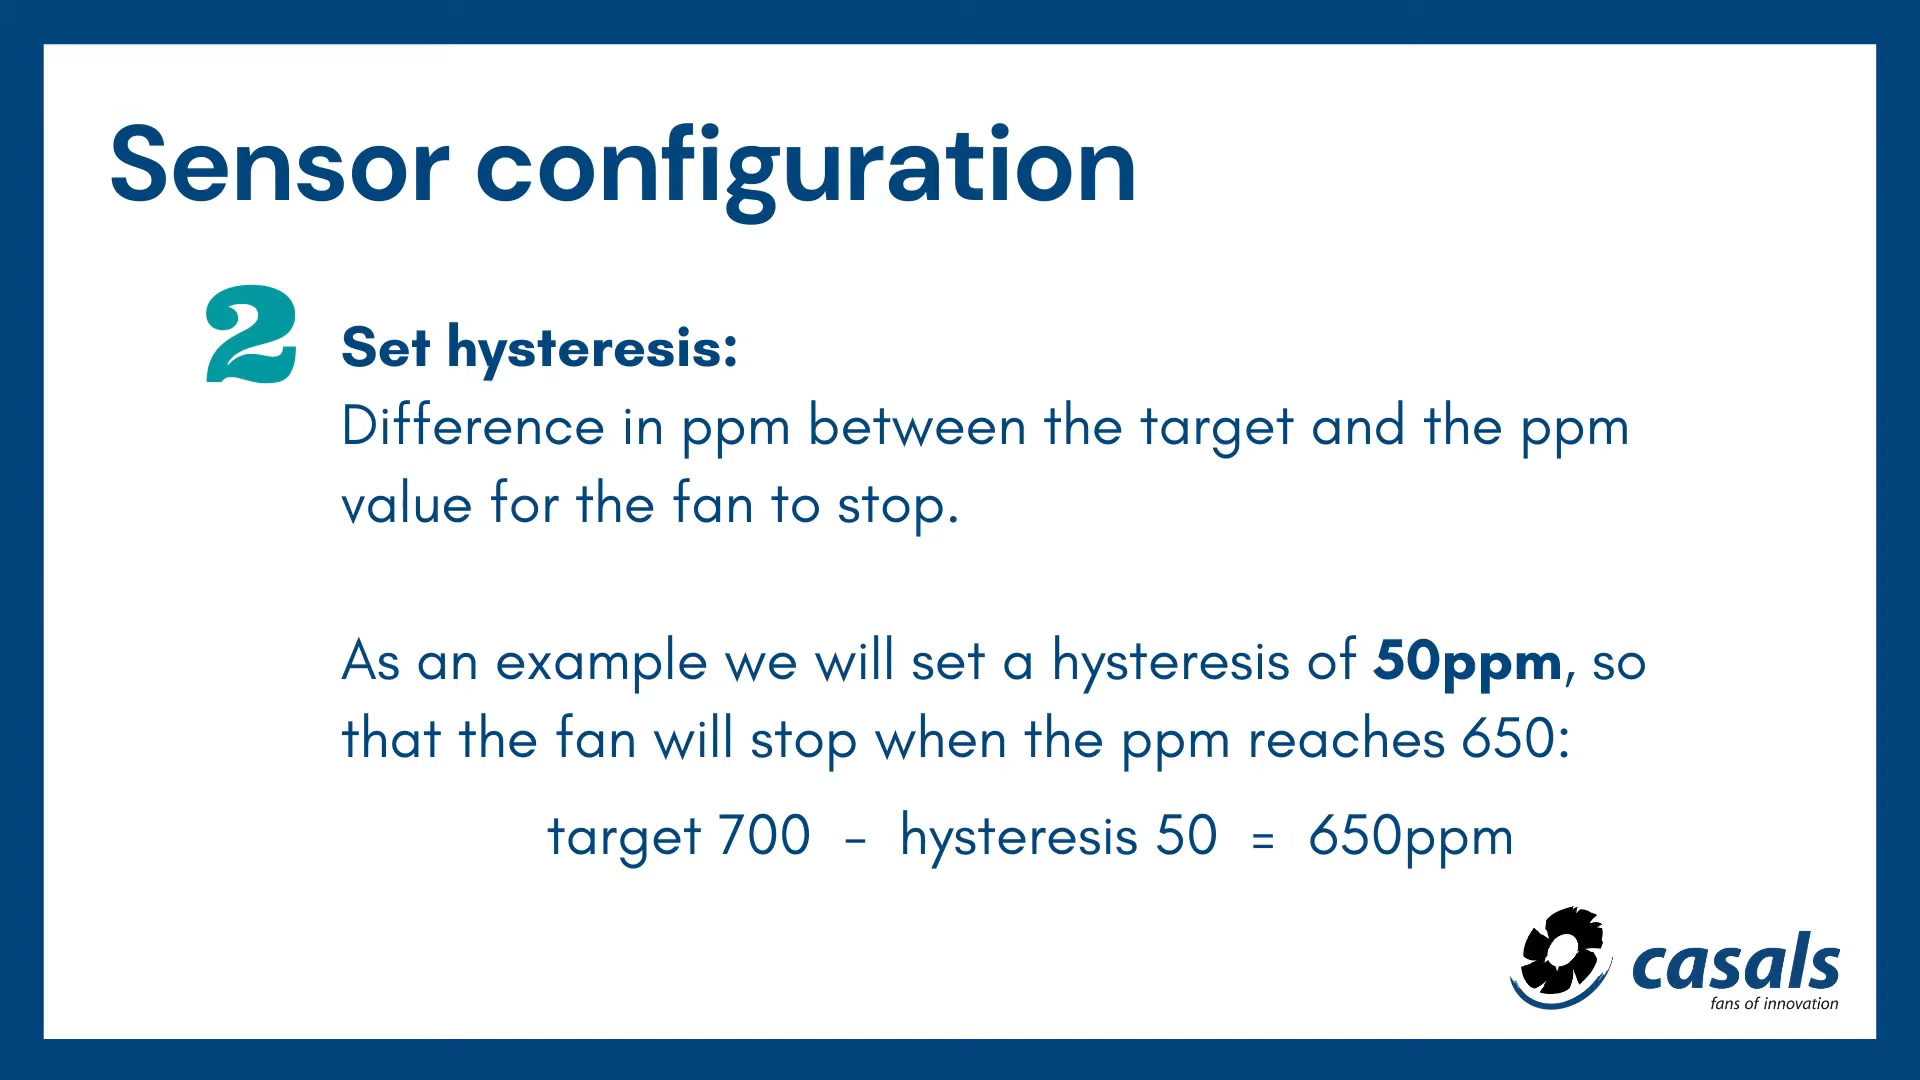 Sensor configuration
2
Set hysteresis:
Difference in ppm between the target and the ppm
value for the fan to stop.
As an example we will set a hysteresis of 50ppm, so
that the fan will stop when the ppm reaches 650:
target 700 - hysteresis 50 = 650ppm
casals
fans of innovation